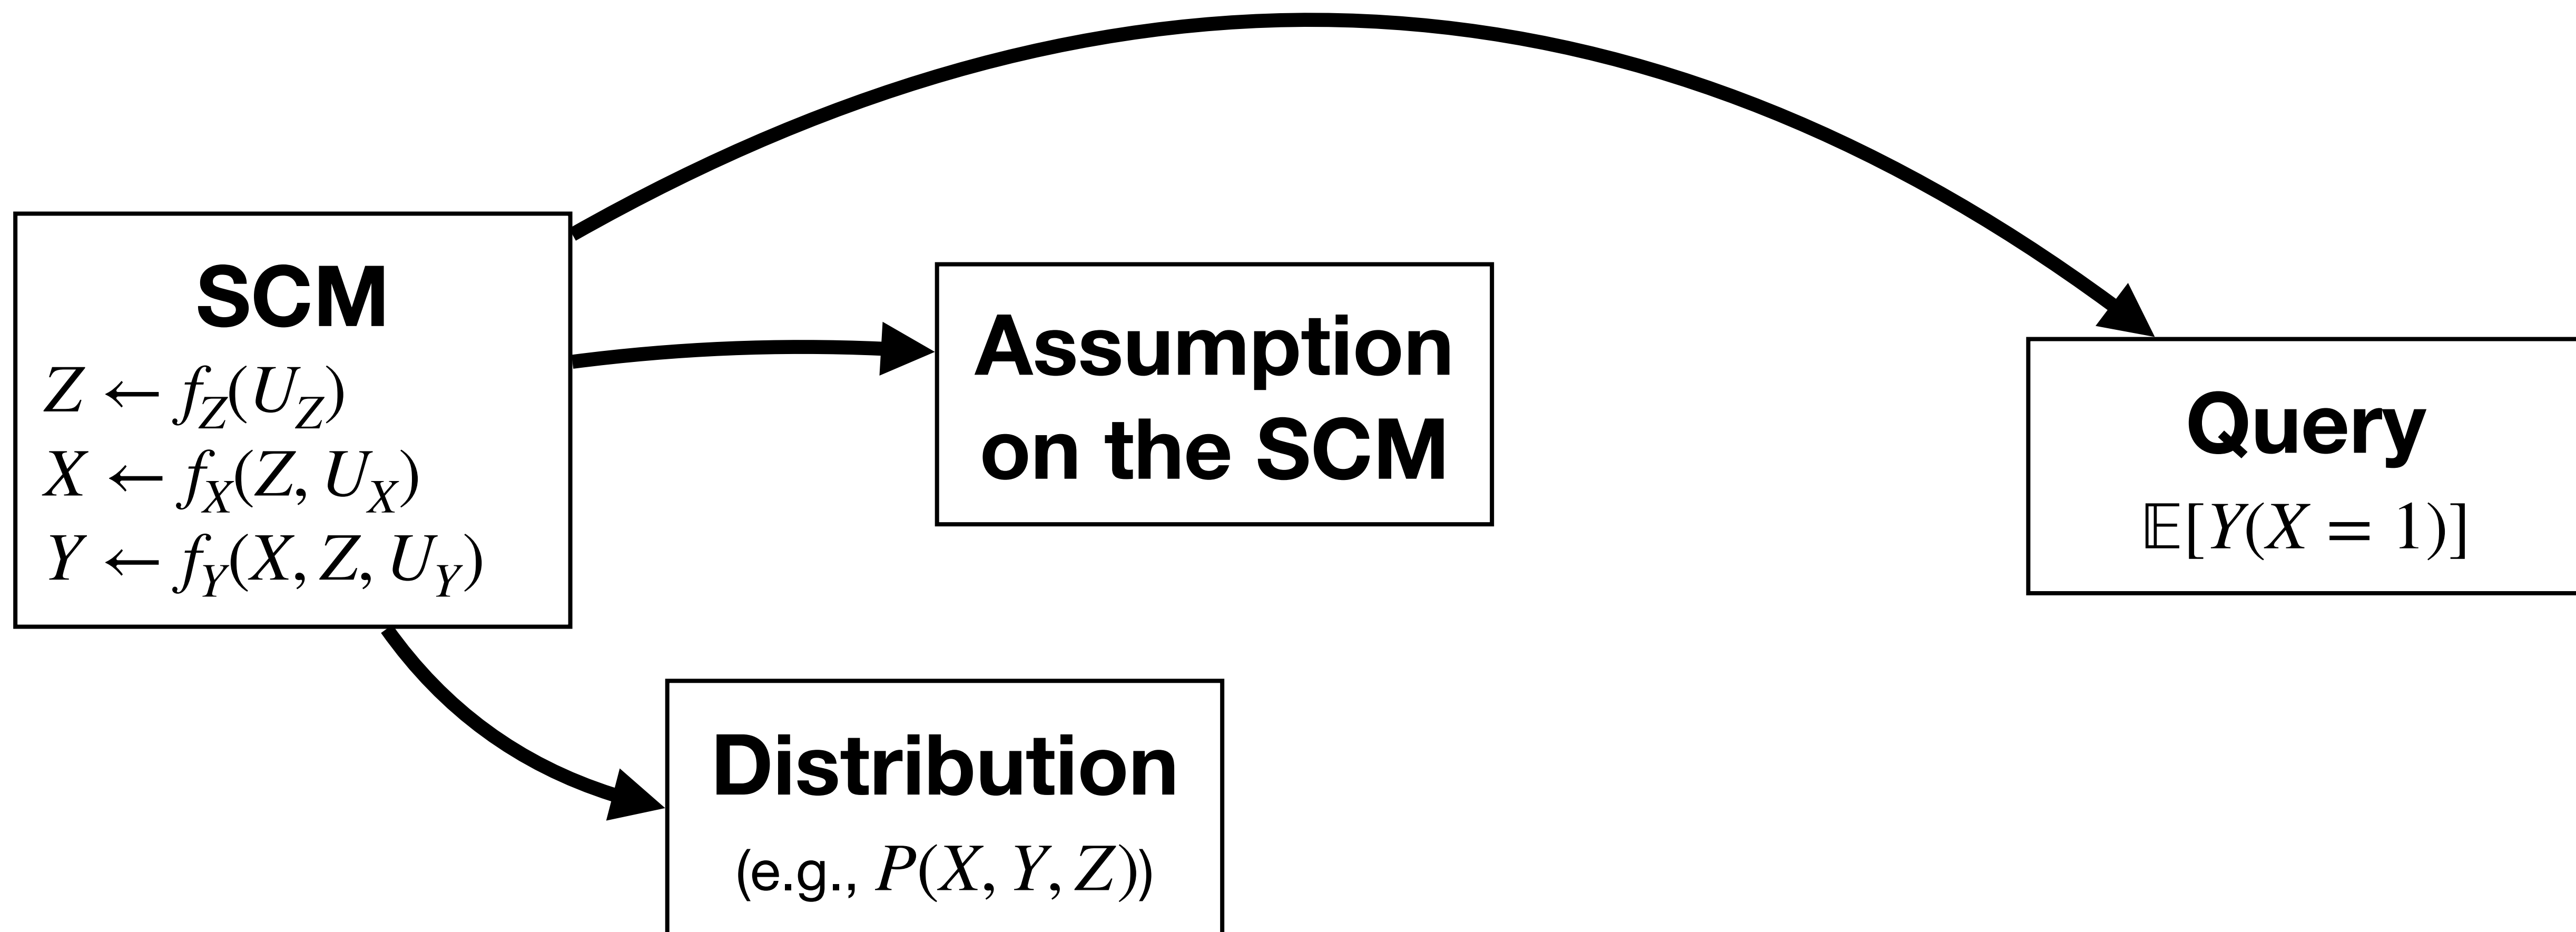 SCM
Z ← f_Z(U_Z)
X ← f_X(Z, U_X)
Y ← f_Y(X, Z, U_Y)
Assumption
on the SCM
Query
𝔼[Y(X = 1)]
Distribution
(e.g., P(X, Y, Z))